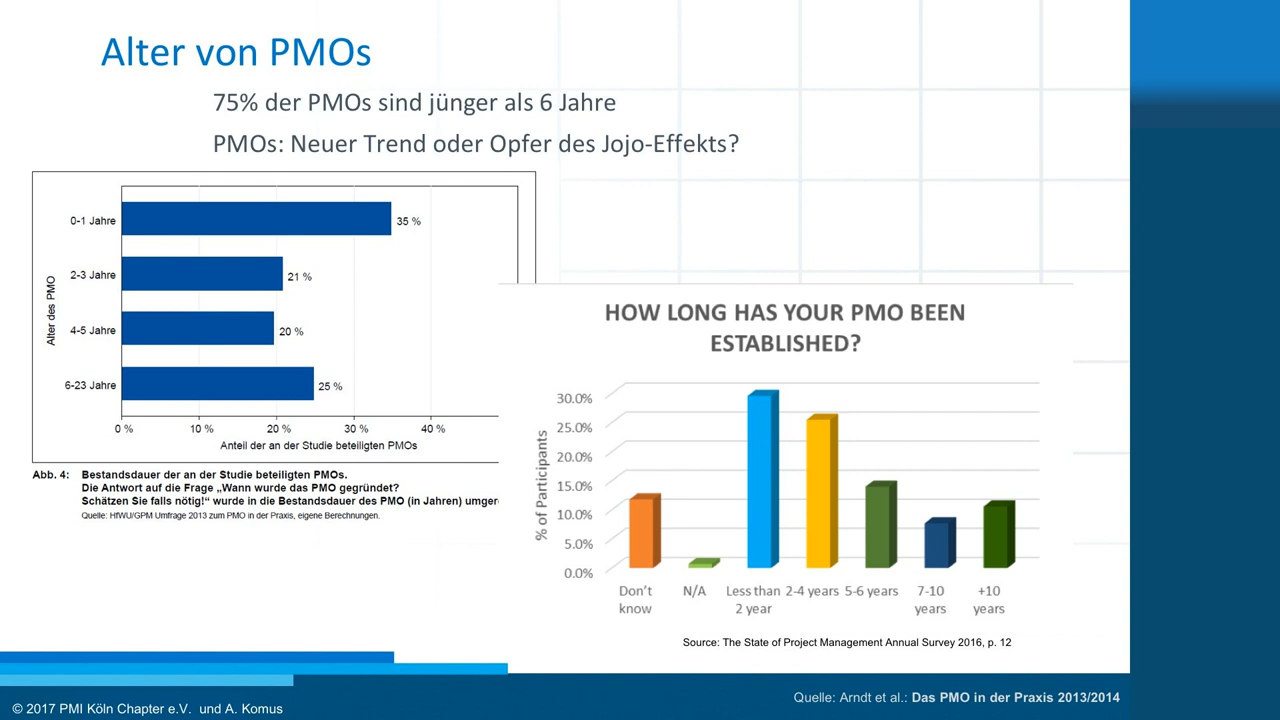 Alter von PMOs
75% der PMOs sind jünger als 6 Jahre
PMOs: Neuer Trend oder Opfer des Jojo-Effekts?
Alter des PMO
0-1 Jahre
35 %
2-3 Jahre
21 %
4-5 Jahre
20 %
6-23 Jahre
25 %
0 %
10 %
20 %
30 %
40 %
Anteil der an der Studie beteiligten PMOs
Abb. 4: Bestandsdauer der an der Studie beteiligten PMOs.
Die Antwort auf die Frage „Wann wurde das PMO gegründet?
Schätzen Sie falls nötig!“ wurde in die Bestandsdauer des PMO (in Jahren) umger
Quelle: HfWU/GPM Umfrage 2013 zum PMO in der Praxis, eigene Berechnungen.
HOW LONG HAS YOUR PMO BEEN
ESTABLISHED?
% of Participants
30.0%
25.0%
20.0%
15.0%
10.0%
5.0%
0.0%
Don't
know
N/A
Less than
2 year
2-4 years
5-6 years
7-10
years
+10
years
Source: The State of Project Management Annual Survey 2016, p. 12
Quelle: Arndt et al.: Das PMO in der Praxis 2013/2014
© 2017 PMI Köln Chapter e.V. und A. Komus